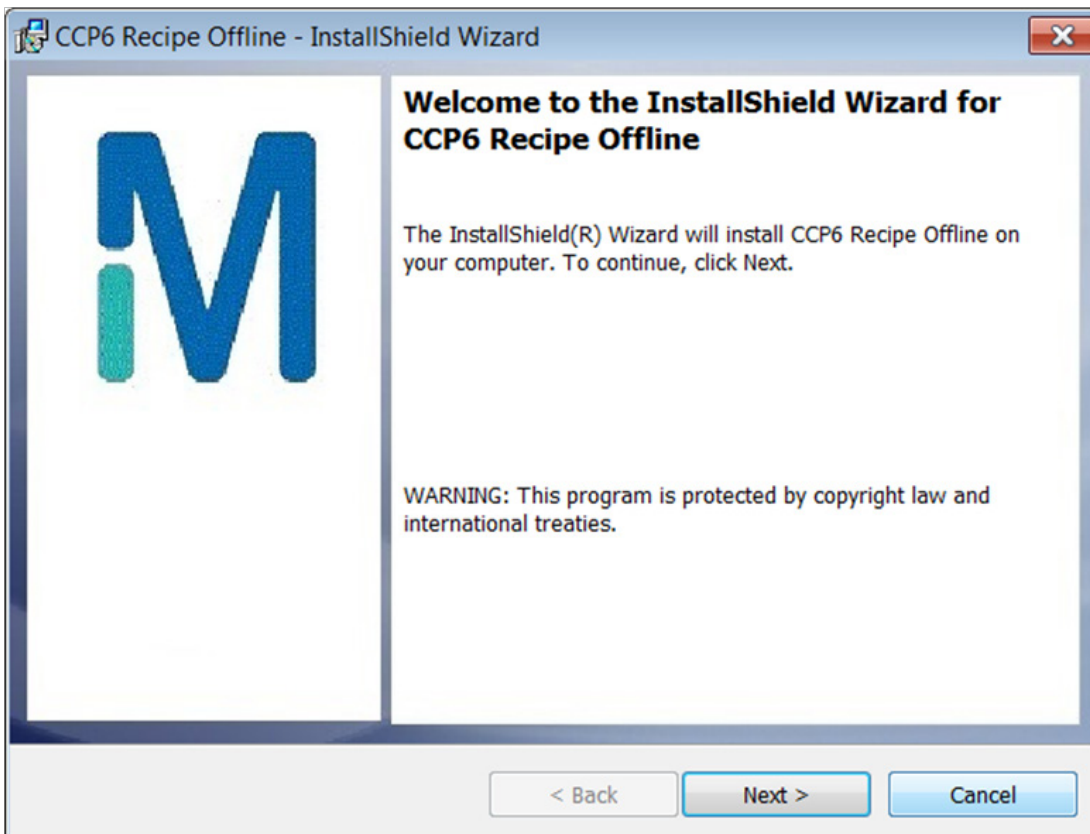 CCP6 Recipe Offline - InstallShield Wizard
Welcome to the InstallShield Wizard for
CCP6 Recipe Offline
The InstallShield(R) Wizard will install CCP6 Recipe Offline on
your computer. To continue, click Next.
WARNING: This program is protected by copyright law and
international treaties.
< Back
Next >
Cancel